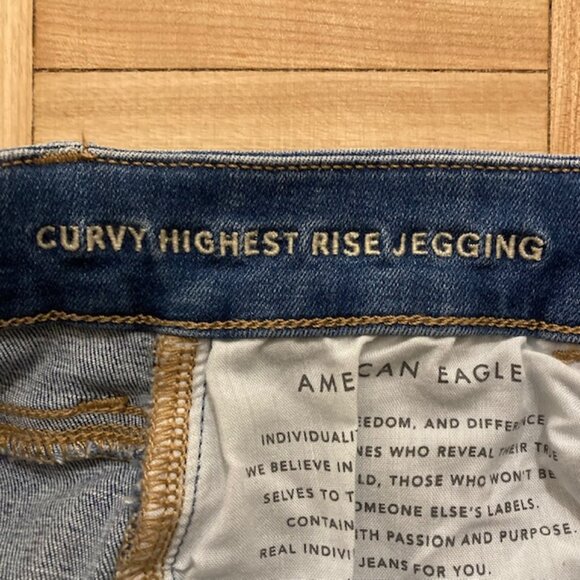 CURVY HIGHEST RISE JEGGING
AME CAN EAGLE
INDIVIDUALI EEDOM, AND DIFFERENCE
WE BELIEVE IN NES WHO REVEAL THEIR TRUE
SELVES TO T LD, THOSE WHO WON'T BE
CONTAIN OMEONE ELSE'S LABELS.
REAL INDIVI TH PASSION AND PURPOSE.
JEANS FOR YOU.